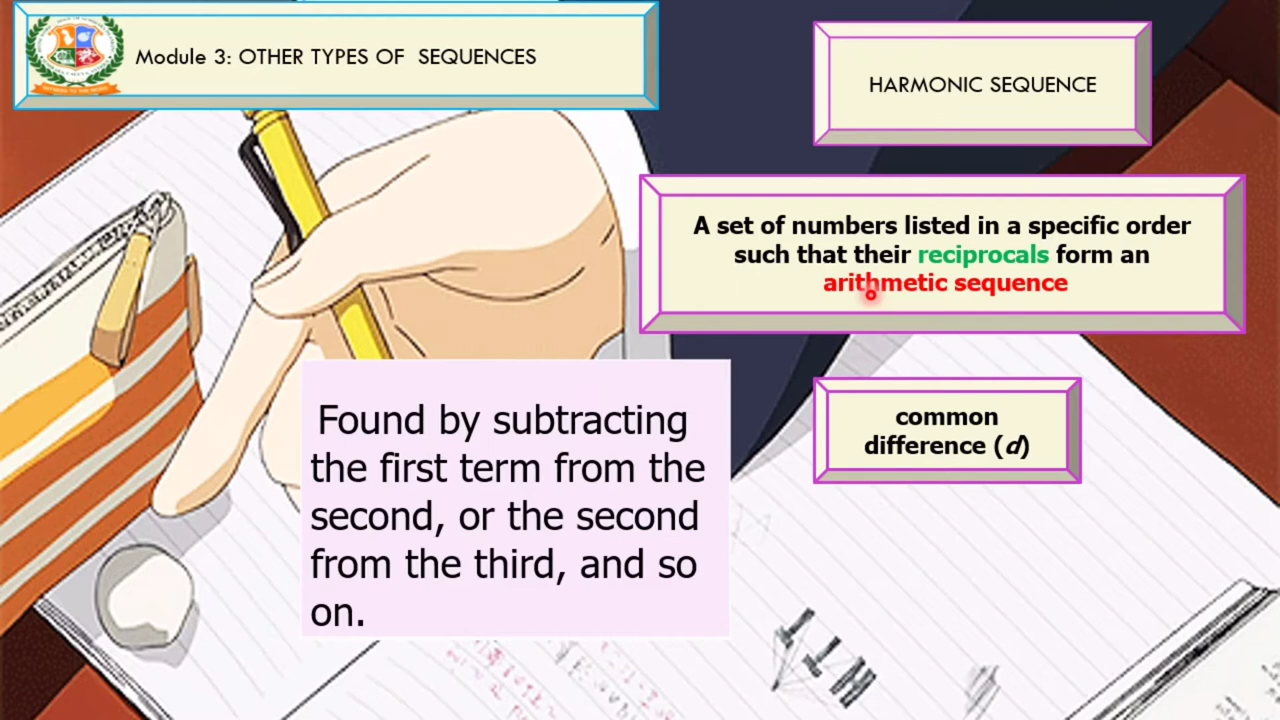 Module 3: OTHER TYPES OF SEQUENCES
HARMONIC SEQUENCE
A set of numbers listed in a specific order
such that their reciprocals form an
arithmetic sequence
common
difference (d)
Found by subtracting
the first term from the
second, or the second
from the third, and so
on.